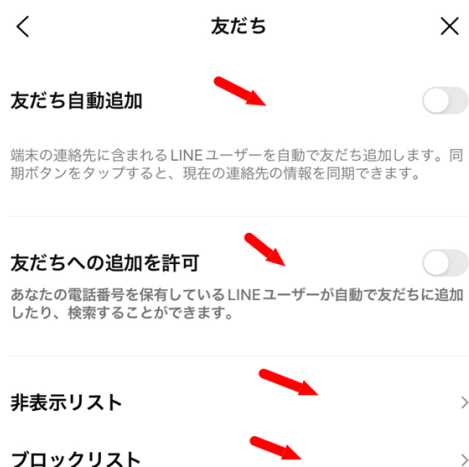 友だち
友だち自動追加
端末の連絡先に含まれるLINEユーザーを自動で友だち追加します。同
期ボタンをタップすると、現在の連絡先の情報を同期できます。
友だちへの追加を許可
あなたの電話番号を保有しているLINEユーザーが自動で友だちに追加
したり、検索することができます。
非表示リスト
ブロックリスト